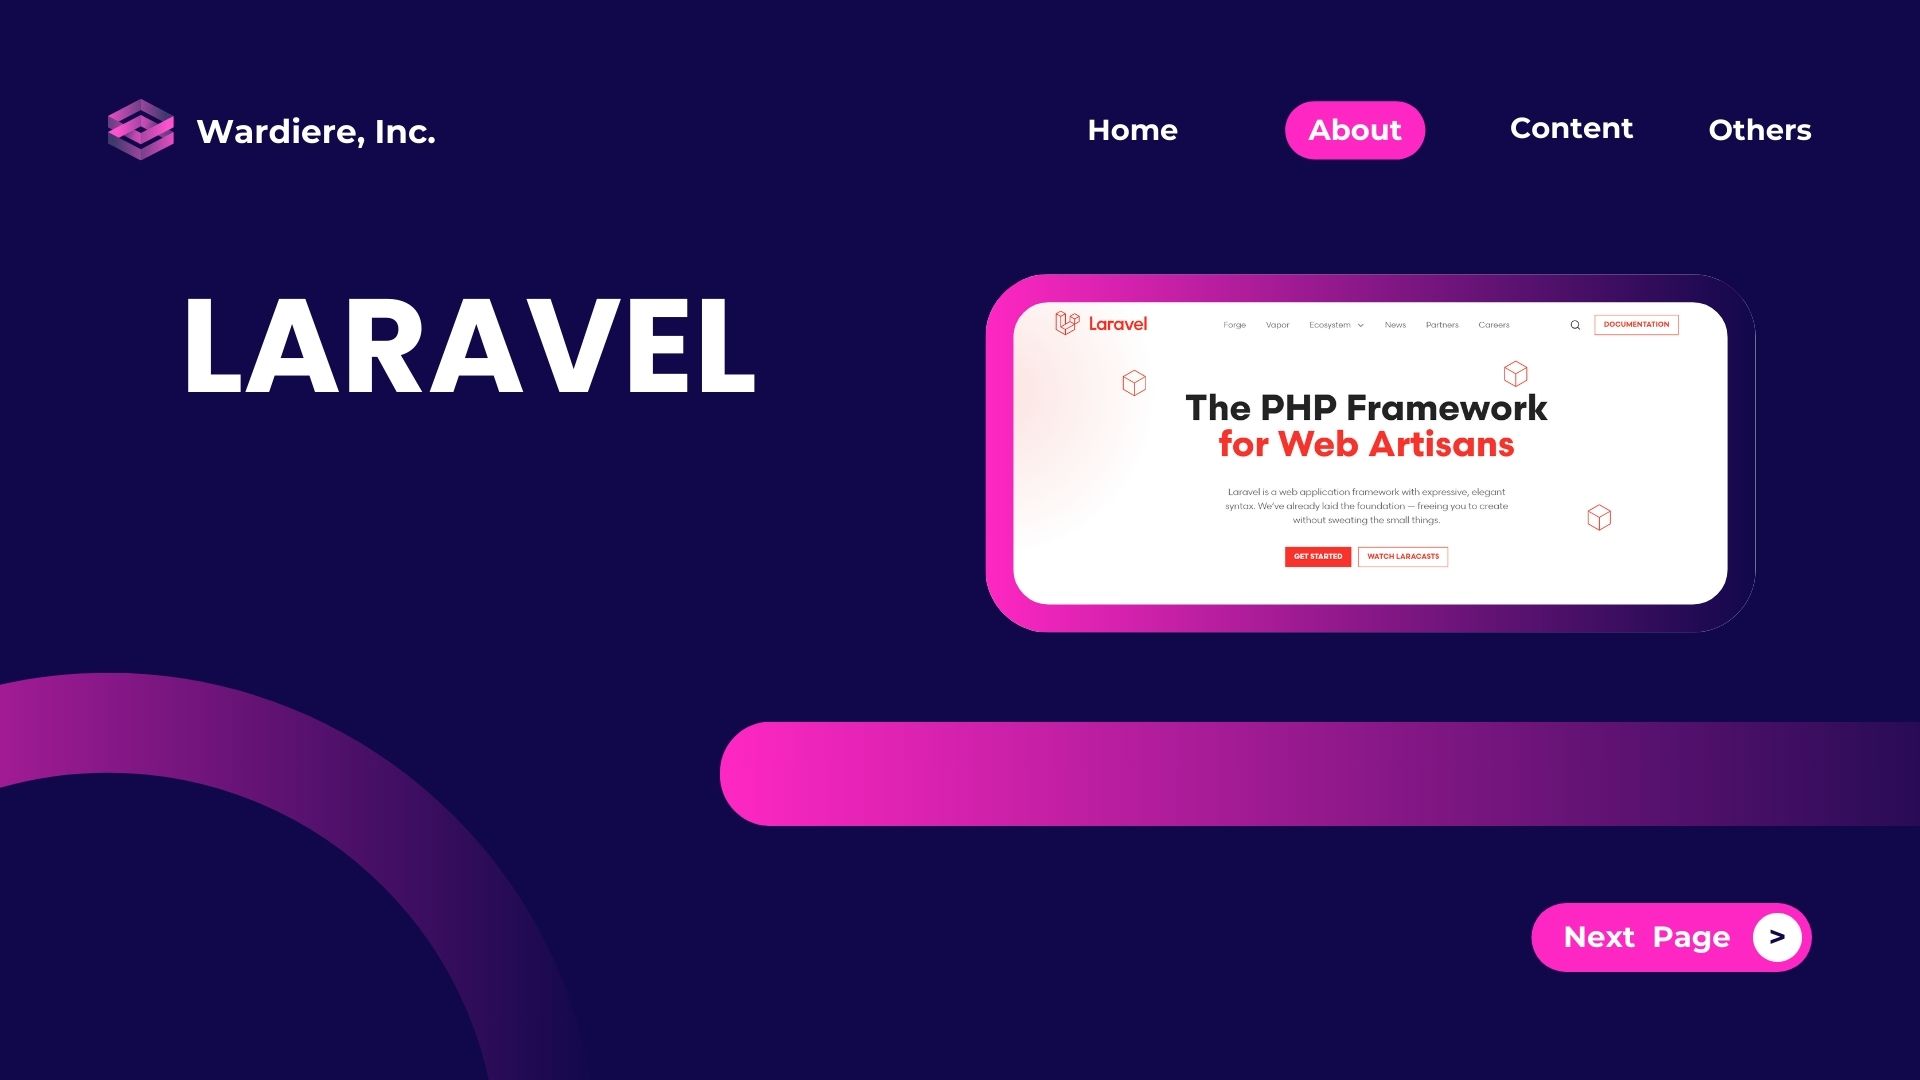 Wardiere, Inc.
Home About Content Others
LARAVEL
Laravel
Forge Vapor Ecosystem News Partners Careers
DOCUMENTATION
The PHP Framework
for Web Artisans
Laravel is a web application framework with expressive, elegant
syntax. We've already laid the foundation — freeing you to create
without sweating the small things.
GET STARTED WATCH LARACASTS
Next Page >